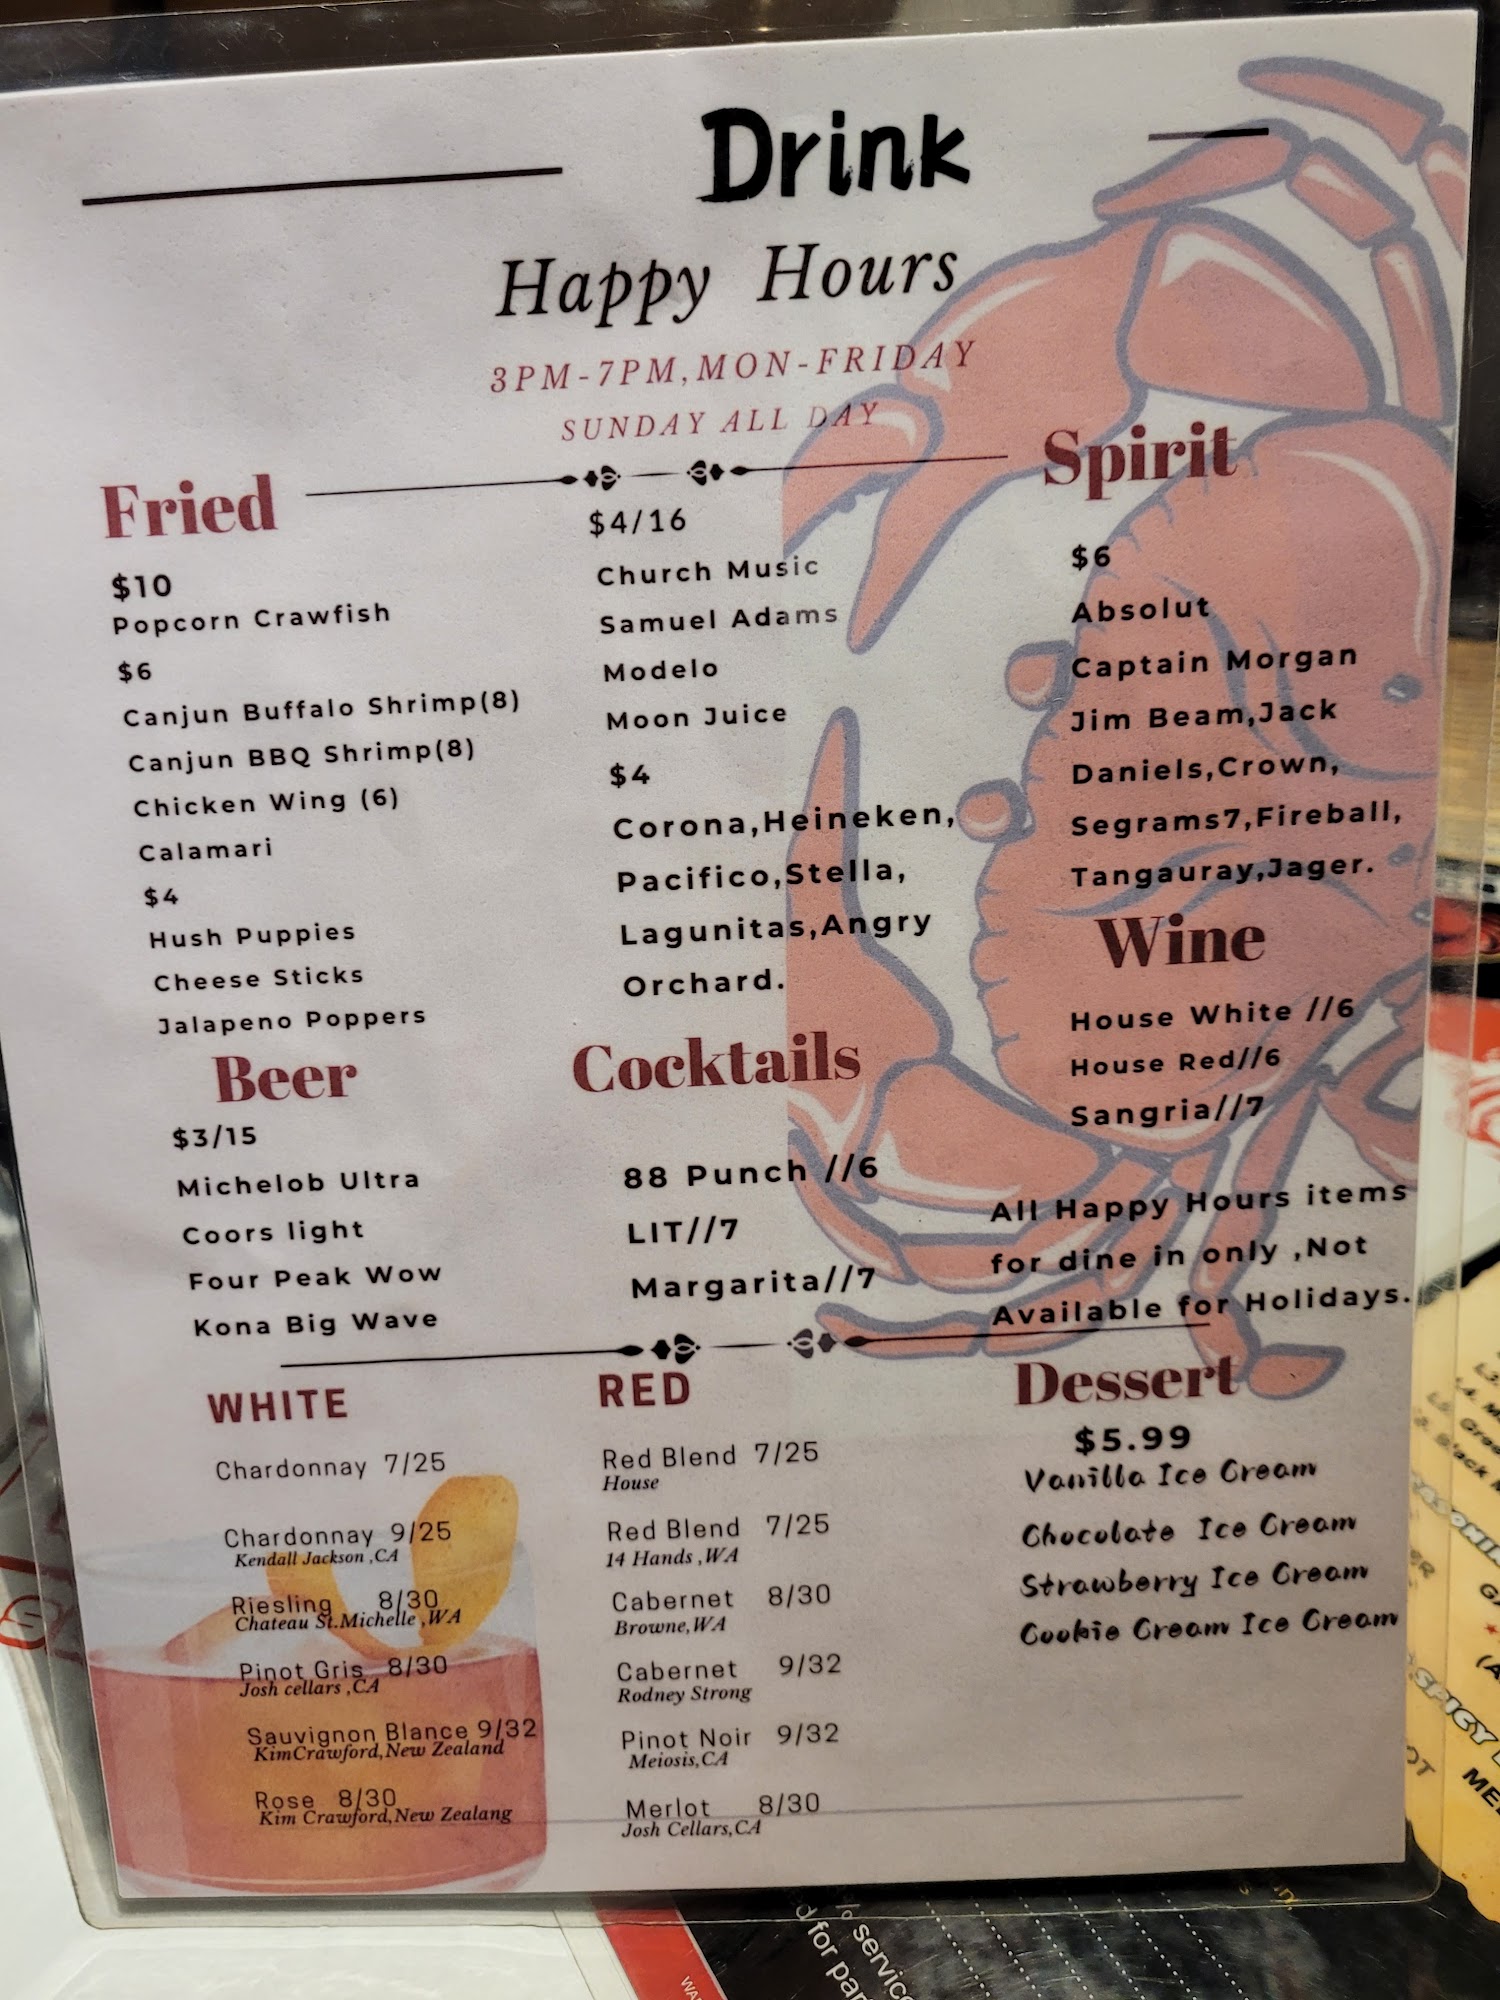 Drink
Happy Hours
3PM-7PM,MON-FRIDAY
SUNDAY ALL DAY
Fried
$10
Popcorn Crawfish
$6
Canjun Buffalo Shrimp(8)
Canjun BBQ Shrimp(8)
Chicken Wing (6)
Calamari
$4
Hush Puppies
Cheese Sticks
Jalapeno Poppers
Beer
$3/15
Michelob Ultra
Coors light
Four Peak Wow
Kona Big Wave
$4/16
Church Music
Samuel Adams
Modelo
Moon Juice
$4
Corona,Heineken,
Pacifico,Stella,
Lagunitas,Angry
Orchard.
Cocktails
88 Punch //6
LIT//7
Margarita//7
Spirit
$6
Absolut
Captain Morgan
Jim Beam,Jack
Daniels,Crown,
Segrams7,Fireball,
Tangauray,Jager.
Wine
House White //6
House Red//6
Sangria//7
All Happy Hours items
for dine in only ,Not
Available for Holidays.
WHITE
Chardonnay 7/25
Chardonnay 9/25
Kendall Jackson ,CA
Riesling 8/30
Chateau St.Michelle ,WA
Pinot Gris 8/30
Josh cellars ,CA
Sauvignon Blance 9/32
KimCrawford,New Zealand
Rose 8/30
Kim Crawford,New Zealang
RED
Red Blend 7/25
House
Red Blend 7/25
14 Hands ,WA
Cabernet 8/30
Browne,WA
Cabernet 9/32
Rodney Strong
Pinot Noir 9/32
Meiosis,CA
Merlot 8/30
Josh Cellars,CA
Dessert
$5.99
Vanilla Ice Cream
Chocolate Ice Cream
Strawberry Ice Cream
Cookie Cream Ice Cream